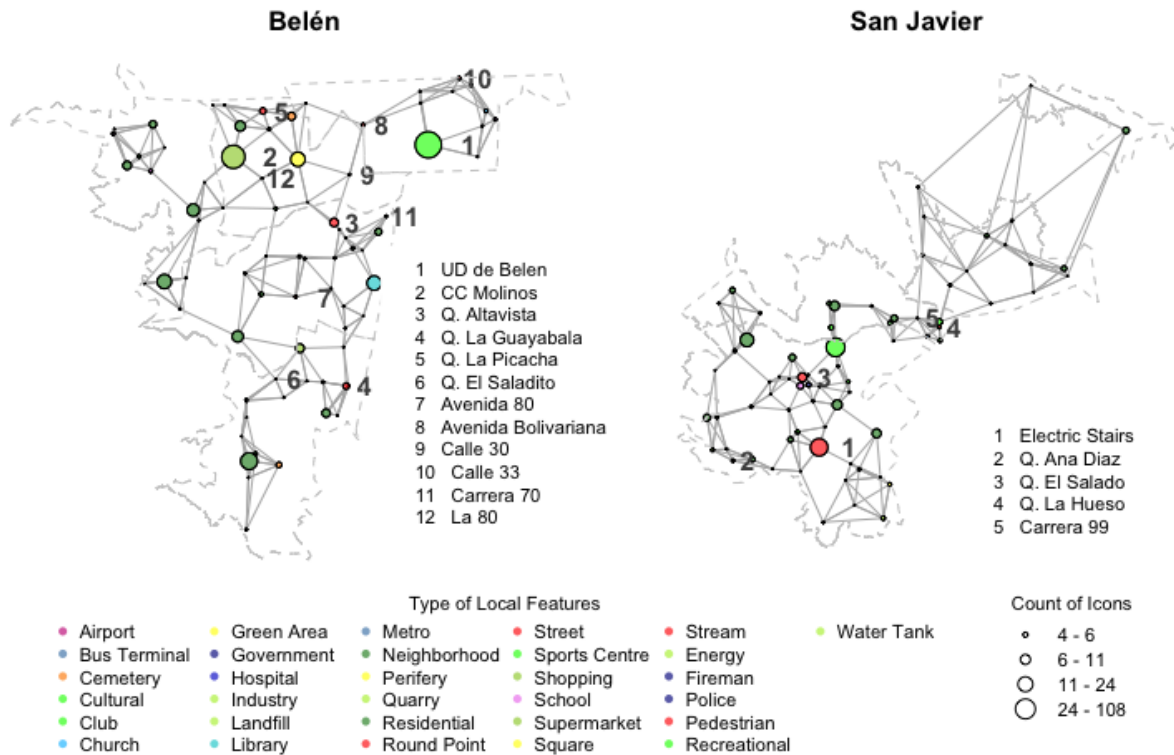 Belén
San Javier
10
5
8
1
2
12
9
11
3
7
6
4
1 UD de Belen
2 CC Molinos
3 Q. Altavista
4 Q. La Guayabala
5 Q. La Picacha
6 Q. El Saladito
7 Avenida 80
8 Avenida Bolivariana
9 Calle 30
10 Calle 33
11 Carrera 70
12 La 80
5
4
3
1
2
1 Electric Stairs
2 Q. Ana Diaz
3 Q. El Salado
4 Q. La Hueso
5 Carrera 99
Type of Local Features
Airport
Bus Terminal
Cemetery
Cultural
Club
Church
Green Area
Government
Hospital
Industry
Landfill
Library
Metro
Neighborhood
Perifery
Quarry
Residential
Round Point
Street
Sports Centre
Shopping
School
Supermarket
Square
Stream
Energy
Fireman
Police
Pedestrian
Recreational
Water Tank
Count of Icons
4 - 6
6 - 11
11 - 24
24 - 108